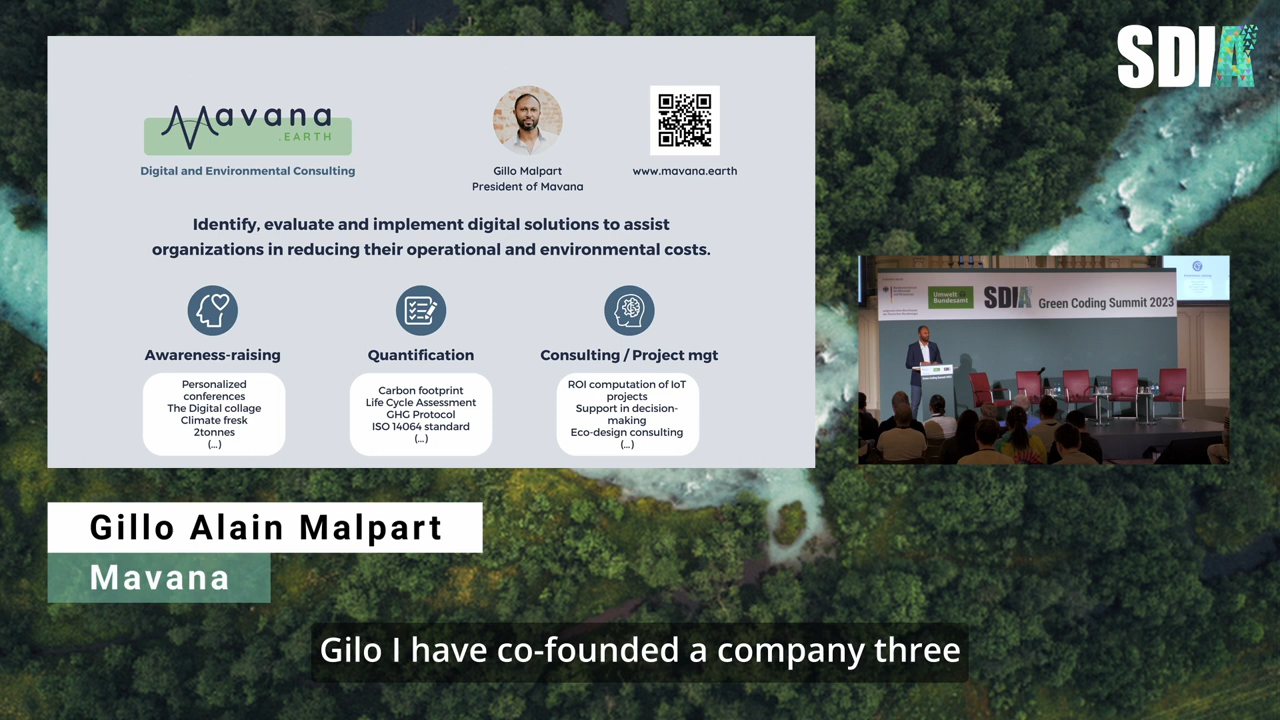 SDIA
Mavana
.EARTH
Digital and Environmental Consulting
Gillo Malpart
President of Mavana
www.mavana.earth
Identify, evaluate and implement digital solutions to assist
organizations in reducing their operational and environmental costs.
Awareness-raising
Personalized
conferences
The Digital collage
Climate fresk
2tonnes
(...)
Quantification
Carbon footprint
Life Cycle Assessment
GHG Protocol
ISO 14064 standard
(...)
Consulting / Project mgt
ROI computation of IoT
projects
Support in decision-
making
Eco-design consulting
(...)
Umwelt
Bundesamt
SDIA
Green Coding Summit 2023
Gillo Alain Malpart
Mavana
Gilo I have co-founded a company three